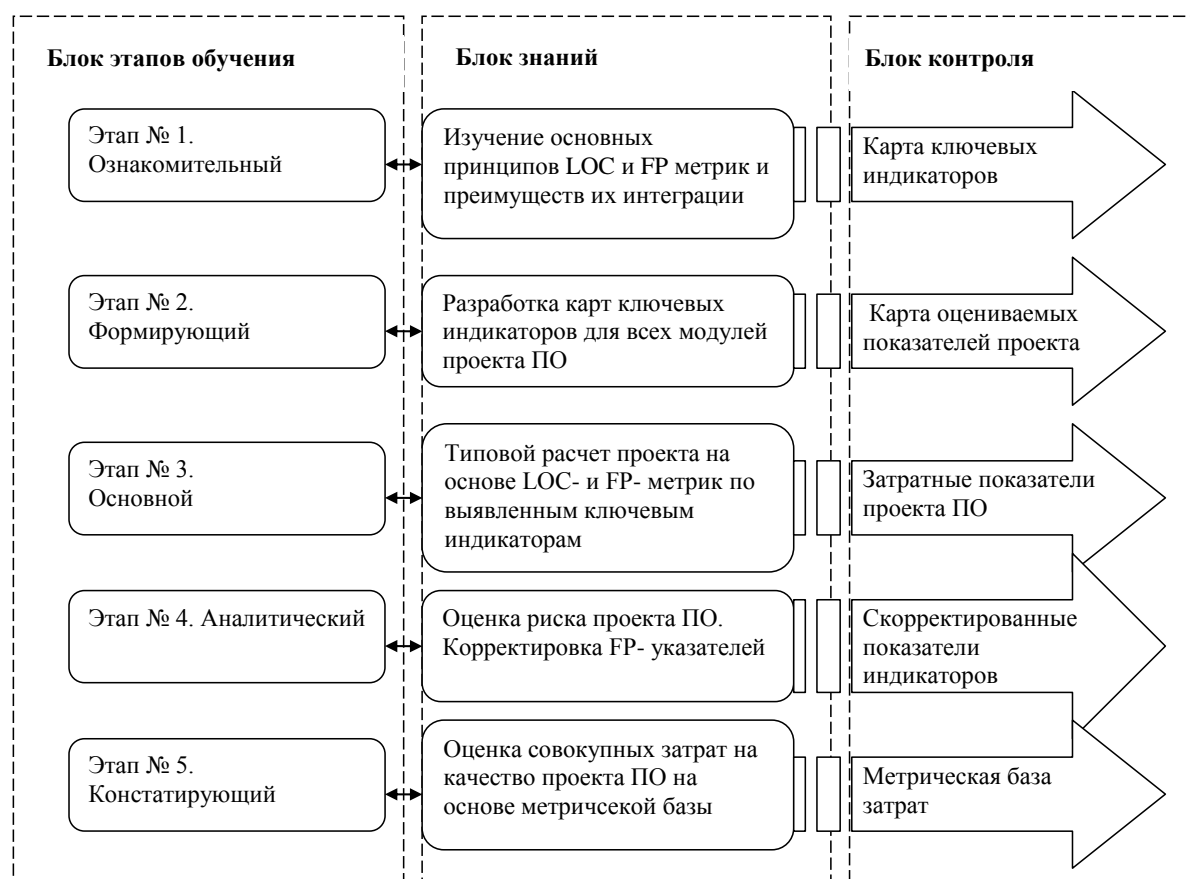 Блок этапов обучения
Блок знаний
Блок контроля
Этап № 1.
Ознакомительный
Изучение основных
принципов LOC и FP метрик и
преимуществ их интеграции
Карта ключевых
индикаторов
Этап № 2.
Формирующий
Разработка карт ключевых
индикаторов для всех модулей
проекта ПО
Карта оцениваемых
показателей проекта
Этап № 3.
Основной
Типовой расчет проекта на
основе LOC- и FP- метрик по
выявленным ключевым
индикаторам
Затратные показатели
проекта ПО
Этап № 4. Аналитический
Оценка риска проекта ПО.
Корректировка FP- указателей
Скорректированные
показатели
индикаторов
Этап № 5.
Констатирующий
Оценка совокупных затрат на
качество проекта ПО на
основе метричсекой базы
Метрическая база
затрат